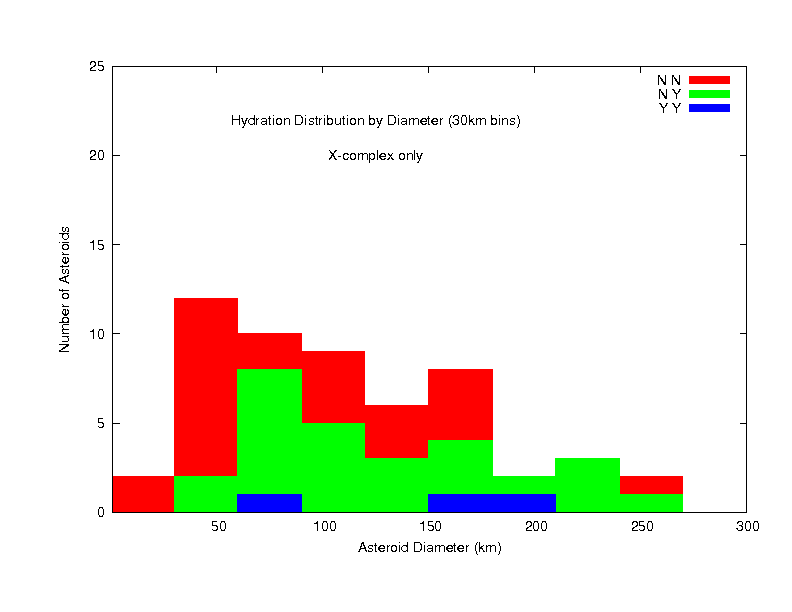 25
20
15
10
5
0
Number of Asteroids
N N
N Y
Y Y
Hydration Distribution by Diameter (30km bins)
X-complex only
50 100 150 200 250 300
Asteroid Diameter (km)